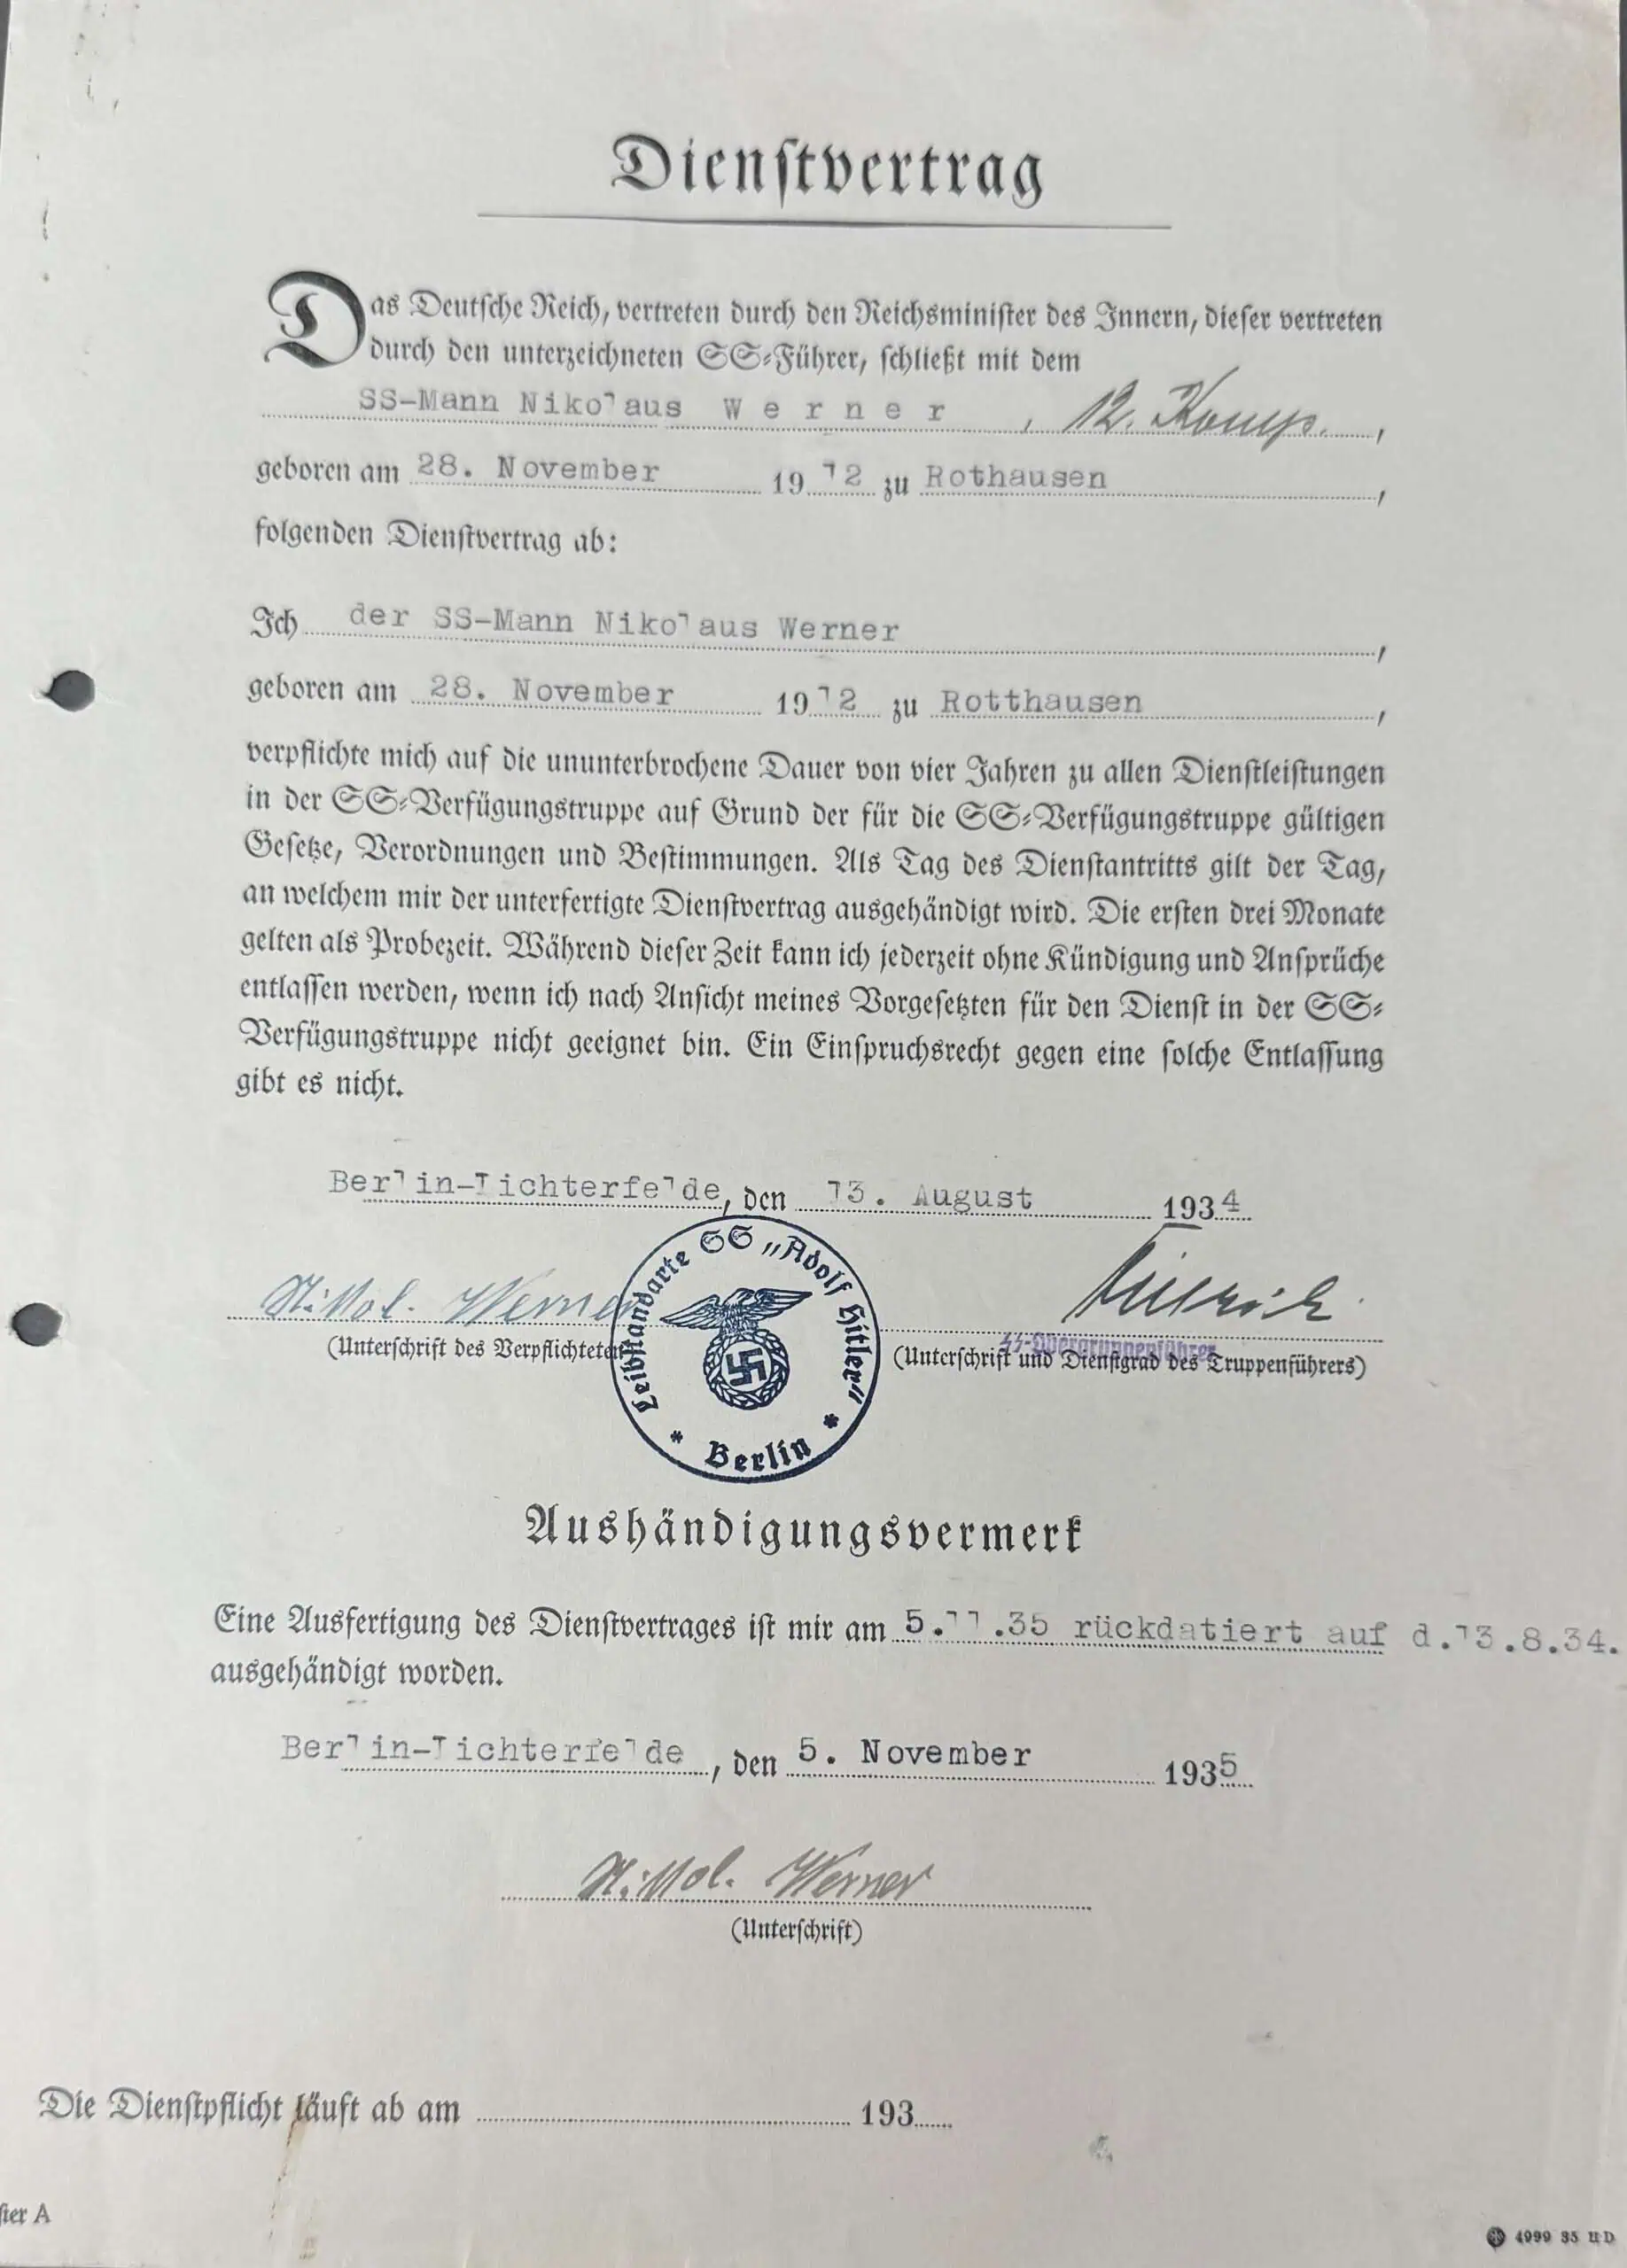 Dienstvertrag
Das Deutsche Reich, vertreten durch den Reichsminister des Innern, dieser vertreten
durch den unterzeichneten SS-Führer, schließt mit dem
SS-Mann Nikolaus Werner, 12. Komp.,
geboren am 28. November 1912 zu Rothausen,
folgenden Dienstvertrag ab:
Ich der SS-Mann Nikolaus Werner,
geboren am 28. November 1912 zu Rotthausen,
verpflichte mich auf die ununterbrochene Dauer von vier Jahren zu allen Dienstleistungen
in der SS-Verfügungstruppe auf Grund der für die SS-Verfügungstruppe gültigen
Gesetze, Verordnungen und Bestimmungen. Als Tag des Dienstantritts gilt der Tag,
an welchem mir der unterfertigte Dienstvertrag ausgehändigt wird. Die ersten drei Monate
gelten als Probezeit. Während dieser Zeit kann ich jederzeit ohne Kündigung und Ansprüche
entlassen werden, wenn ich nach Ansicht meines Vorgesetzten für den Dienst in der SS-
Verfügungstruppe nicht geeignet bin. Ein Einspruchsrecht gegen eine solche Entlassung
gibt es nicht.
Berlin-Lichterfelde, den 13. August 1934
Leibstandarte SS „Adolf Hitler“
* Berlin *
Werner
SS-Obergruppenführer
(Unterschrift des Verpflichteten)
(Unterschrift und Dienstgrad des Truppenführers)
Aushändigungsvermerk
Eine Ausfertigung des Dienstvertrages ist mir am 5.11.35 rückdatiert auf d.13.8.34.
ausgehändigt worden.
Berlin-Lichterfelde, den 5. November 1935
Werner
(Unterschrift)
Die Dienstpflicht läuft ab am 193
ster A
4999 35 II D